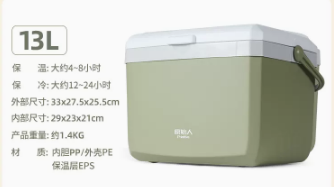 13L
保　　温: 大约4~8小时
保　　冷: 大约12~24小时
外部尺寸: 33x27.5x25.5cm
内部尺寸: 29x23x21cm
产品重量: 约1.4KG
材　　质: 内胆PP/外壳PE
保温层EPS